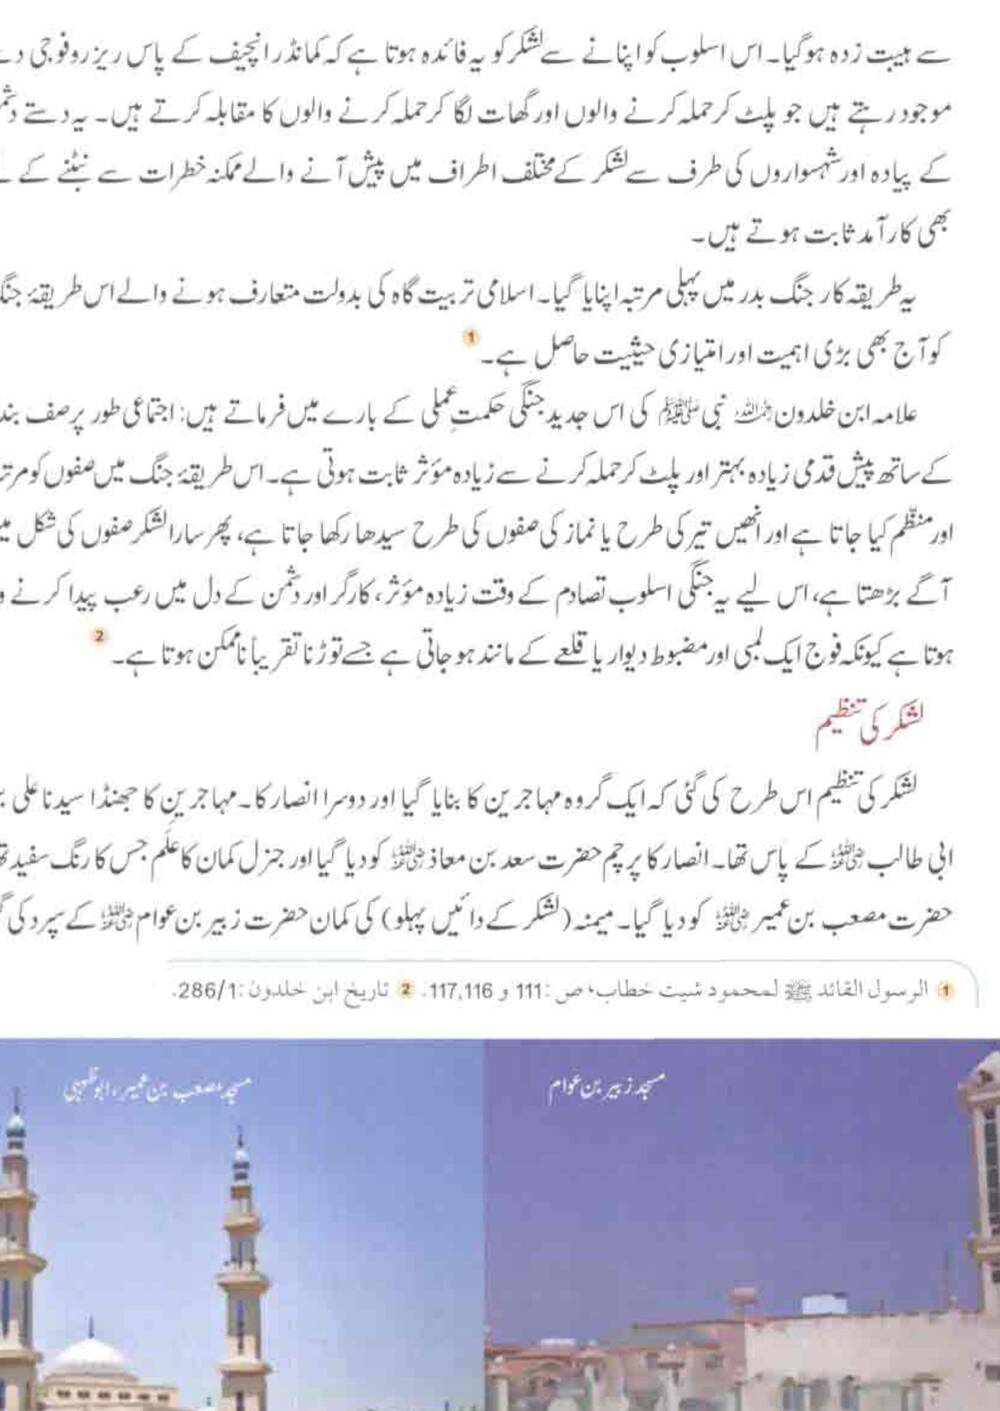 سے ہیبت زدہ ہوگیا۔ اس اسلوب کو اپنانے سے لشکر کو یہ فائدہ ہوتا ہے کہ کمانڈر انچیف کے پاس ریزرو فوجی
موجود رہتے ہیں جو پلٹ کر حملہ کرنے والوں اور گھات لگا کر حملہ کرنے والوں کا مقابلہ کرتے ہیں۔ یہ دستے
کے پیادہ اور شہسواروں کی طرف سے لشکر کے مختلف اطراف میں پیش آنے والے ممکنہ خطرات سے نبٹنے کے
بھی کارآمد ثابت ہوتے ہیں۔
یہ طریقہ کار جنگ بدر میں پہلی مرتبہ اپنایا گیا۔ اسلامی تربیت گاہ کی بدولت متعارف ہونے والے اس طریقۂ
کو آج بھی بڑی اہمیت اور امتیازی حیثیت حاصل ہے۔ 1
علامہ ابن خلدون رحمہ اللہ نبی ﷺ کی اس جدید جنگی حکمتِ عملی کے بارے میں فرماتے ہیں: اجتماعی طور پر صف
کے ساتھ پیش قدمی زیادہ بہتر اور پلٹ کر حملہ کرنے سے زیادہ مؤثر ثابت ہوتی ہے۔ اس طریقۂ جنگ میں صفوں کو
اور منظّم کیا جاتا ہے اور انھیں تیر کی طرح یا نماز کی صفوں کی طرح سیدھا رکھا جاتا ہے، پھر سارا لشکر صفوں کی شکل
آگے بڑھتا ہے، اس لیے یہ جنگی اسلوب تصادم کے وقت زیادہ مؤثر، کارگر اور دشمن کے دل میں رعب پیدا کرنے
ہوتا ہے کیونکہ فوج ایک لمبی اور مضبوط دیوار یا قلعے کے مانند ہو جاتی ہے جسے توڑنا تقریباً ناممکن ہوتا ہے۔ 2
لشکر کی تنظیم
لشکر کی تنظیم اس طرح کی گئی کہ ایک گروہ مہاجرین کا بنایا گیا اور دوسرا انصار کا۔ مہاجرین کا جھنڈا سیدنا علی
ابی طالب رضی اللہ عنہ کے پاس تھا۔ انصار کا پرچم حضرت سعد بن معاذ رضی اللہ عنہ کو دیا گیا اور جنرل کمان کا عَلَم جس کا رنگ سفید
حضرت مصعب بن عمیر رضی اللہ عنہ کو دیا گیا۔ میمنہ (لشکر کے دائیں پہلو) کی کمان حضرت زبیر بن عوام رضی اللہ عنہ کے سپرد کی
1 الرسول القائد ﷺ لمحمود شيت خطاب، ص: 111 و 117,116. 2 تاريخ ابن خلدون: 286/1.
مسجد زبیر بن عوام
مسجد مصعب بن عمیر، ابوظہبی